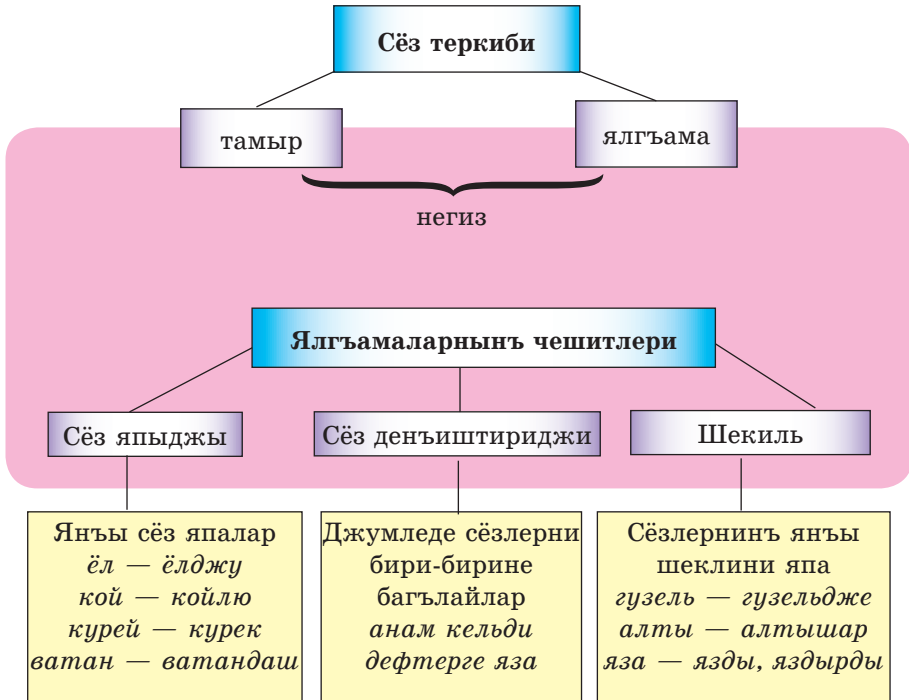 Сёз теркиби
тамыр
ялгъама
негиз
Ялгъамаларнынъ чешитлери
Сёз япыджы
Сёз денъиштириджи
Шекиль
Янъы сёз япалар
ёл — ёлджу
кой — койлю
курей — курек
ватан — ватандаш
Джумледе сёзлерни
бири-бирине
багълайлар
анам кельди
дефтерге яза
Сёзлернинъ янъы
шеклини япа
гузель — гузельдже
алты — алтышар
яза — язды, яздырды